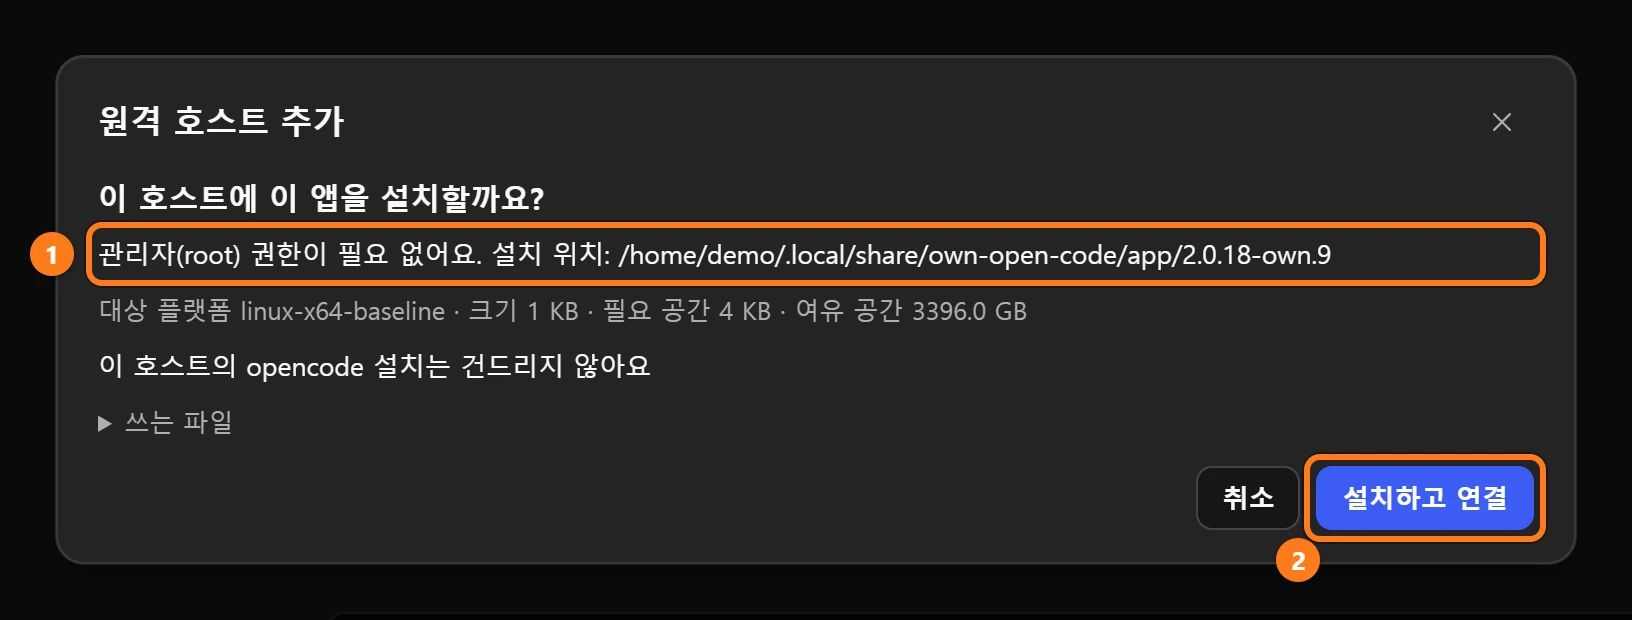 원격 호스트 추가
이 호스트에 이 앱을 설치할까요?
1
관리자(root) 권한이 필요 없어요. 설치 위치: /home/demo/.local/share/own-open-code/app/2.0.18-own.9
대상 플랫폼 linux-x64-baseline · 크기 1 KB · 필요 공간 4 KB · 여유 공간 3396.0 GB
이 호스트의 opencode 설치는 건드리지 않아요
▶ 쓰는 파일
취소
설치하고 연결
2